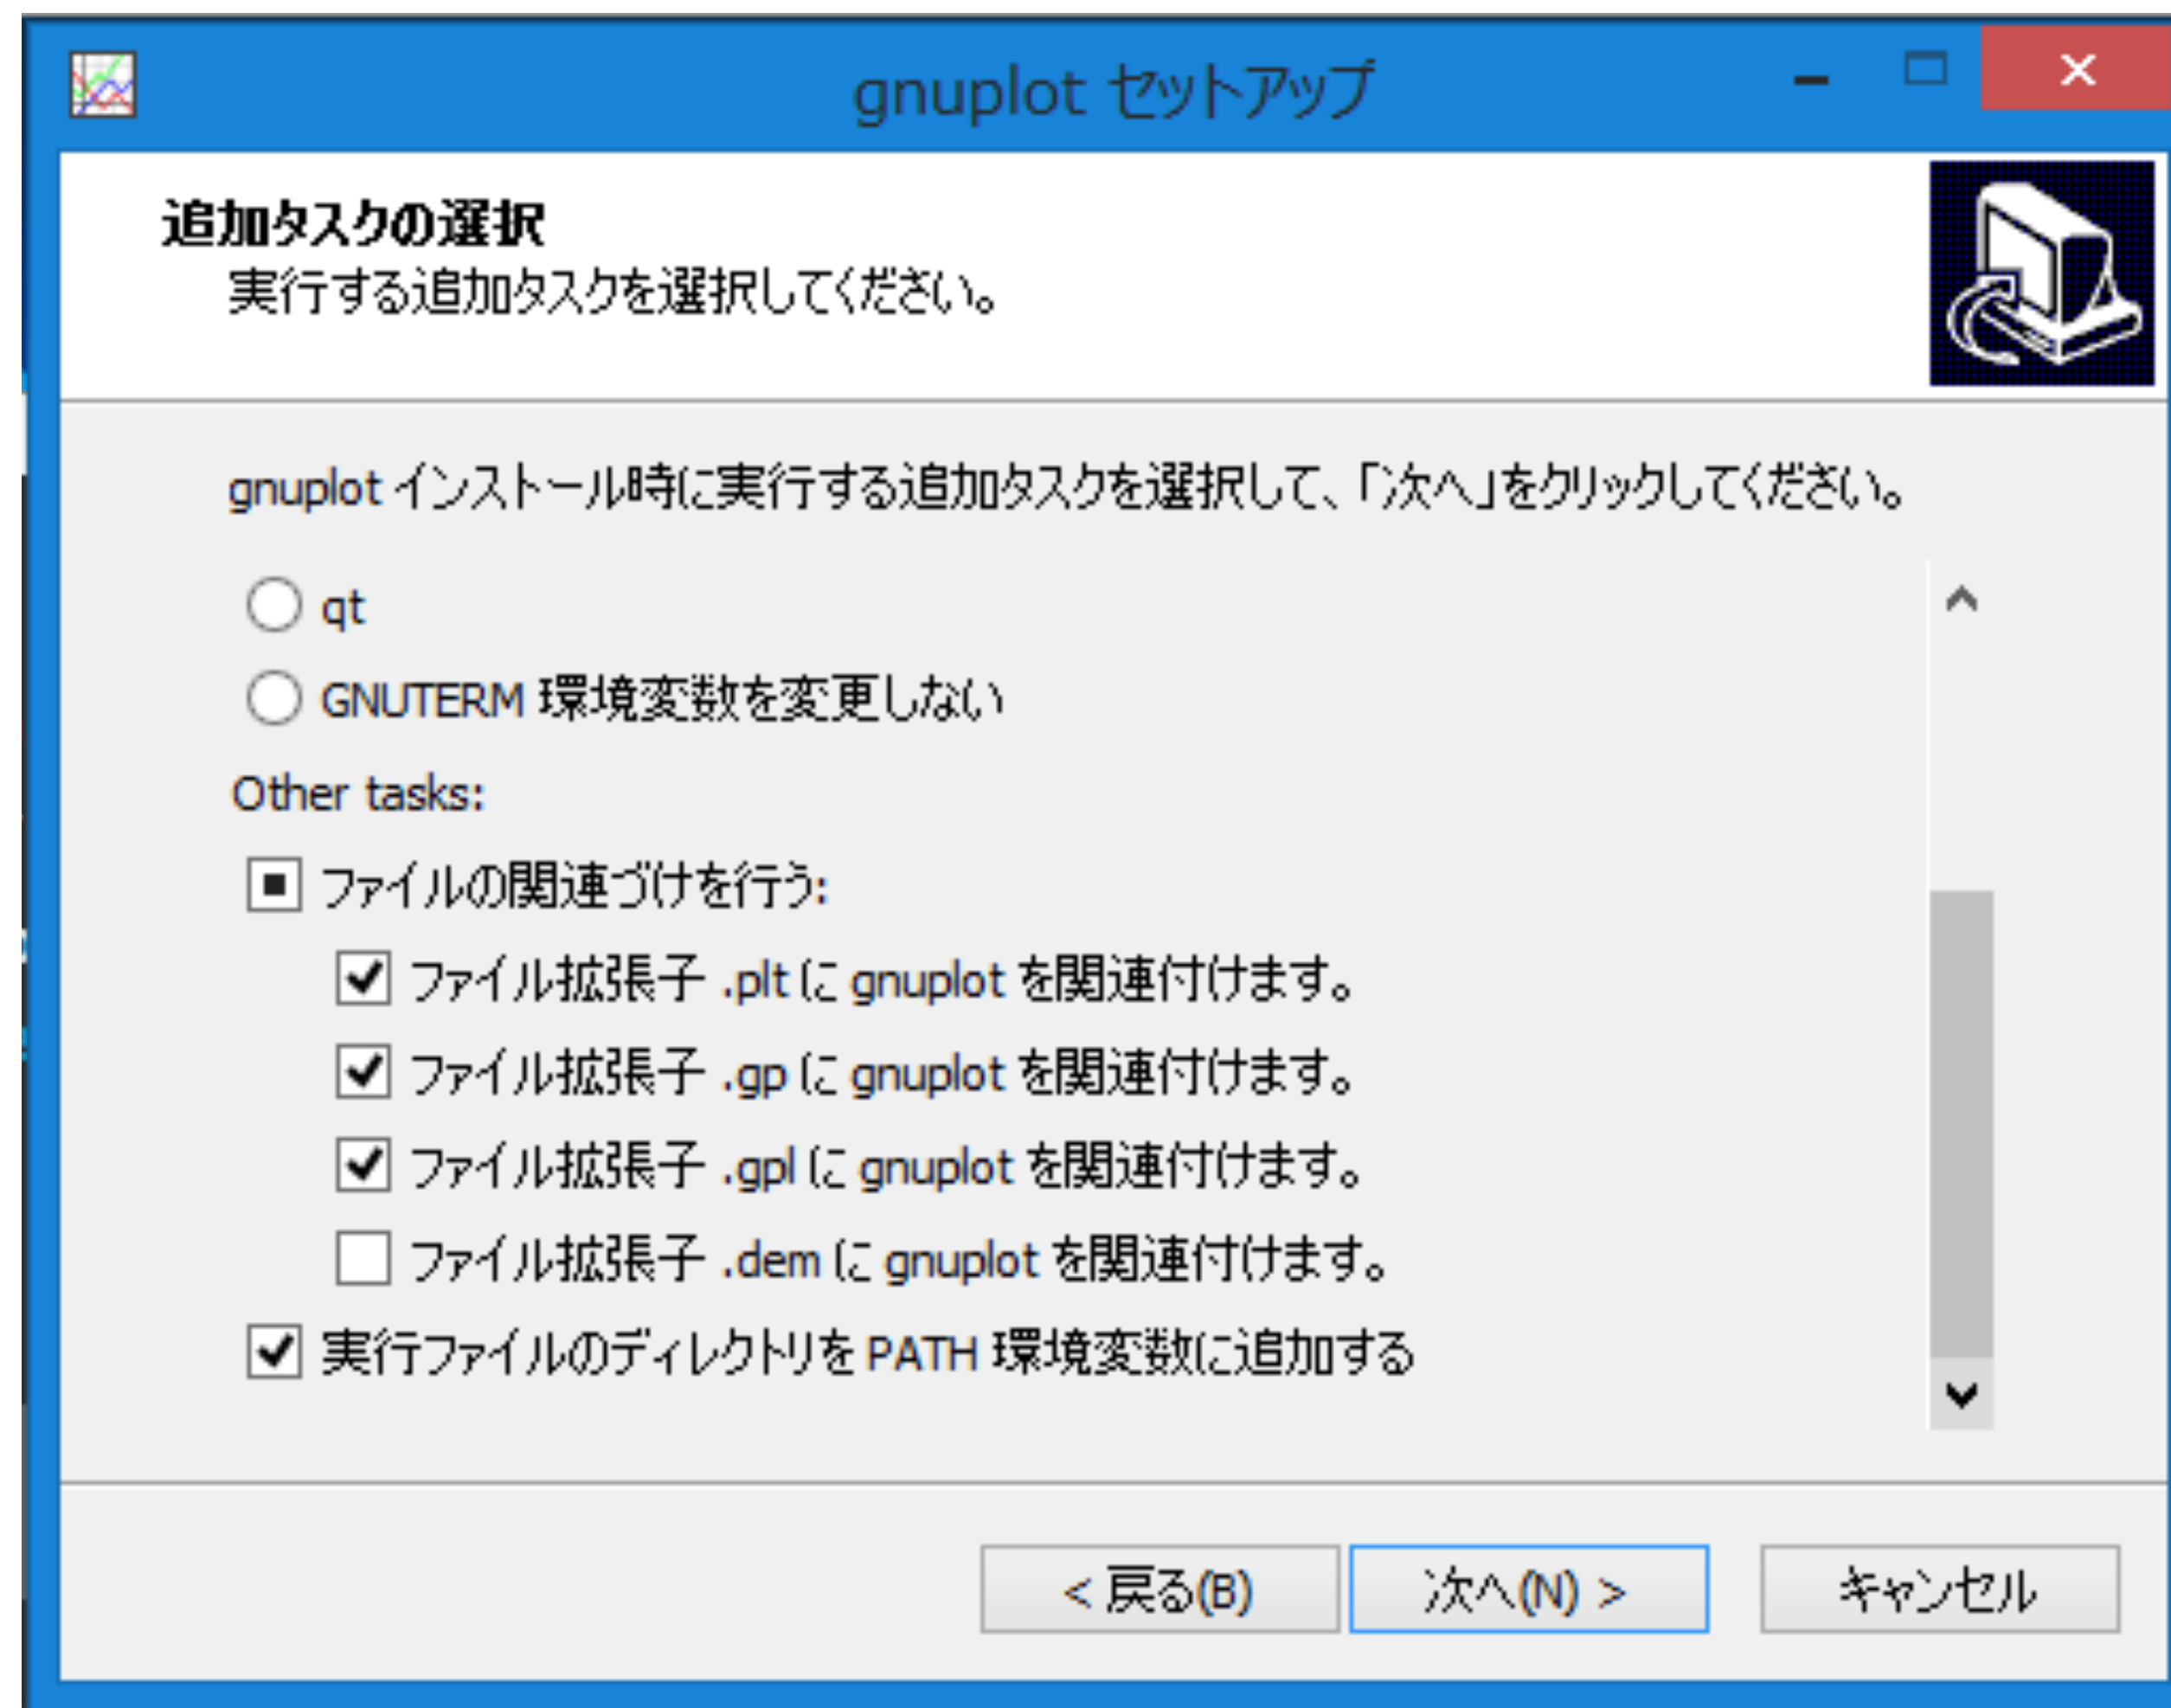 gnuplot セットアップ
追加タスクの選択
実行する追加タスクを選択してください。
gnuplot インストール時に実行する追加タスクを選択して、「次へ」をクリックしてください。
qt
GNUTERM 環境変数を変更しない
Other tasks:
ファイルの関連づけを行う:
ファイル拡張子 .plt に gnuplot を関連付けます。
ファイル拡張子 .gp に gnuplot を関連付けます。
ファイル拡張子 .gpl に gnuplot を関連付けます。
ファイル拡張子 .dem に gnuplot を関連付けます。
実行ファイルのディレクトリを PATH 環境変数に追加する
< 戻る(B)
次へ(N) >
キャンセル